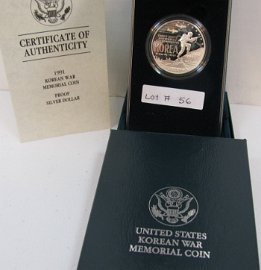 CERTIFICATE OF
AUTHENTICITY
1991
KOREAN WAR
MEMORIAL COIN
PROOF
SILVER DOLLAR
KOREA
LOT # 56
UNITED STATES
KOREAN WAR
MEMORIAL COIN